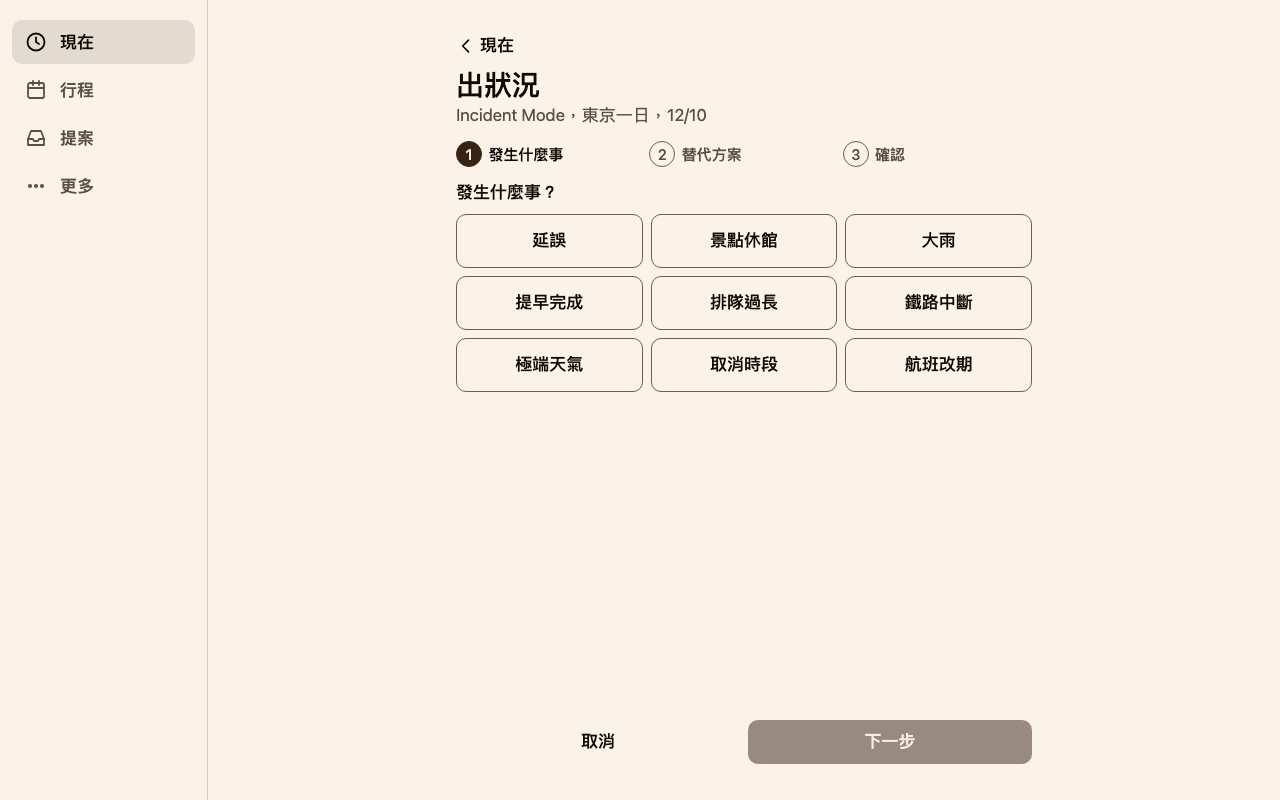 現在
行程
提案
更多
現在
出狀況
Incident Mode，東京一日，12/10
1 發生什麼事 2 替代方案 3 確認
發生什麼事？
延誤 景點休館 大雨
提早完成 排隊過長 鐵路中斷
極端天氣 取消時段 航班改期
取消 下一步